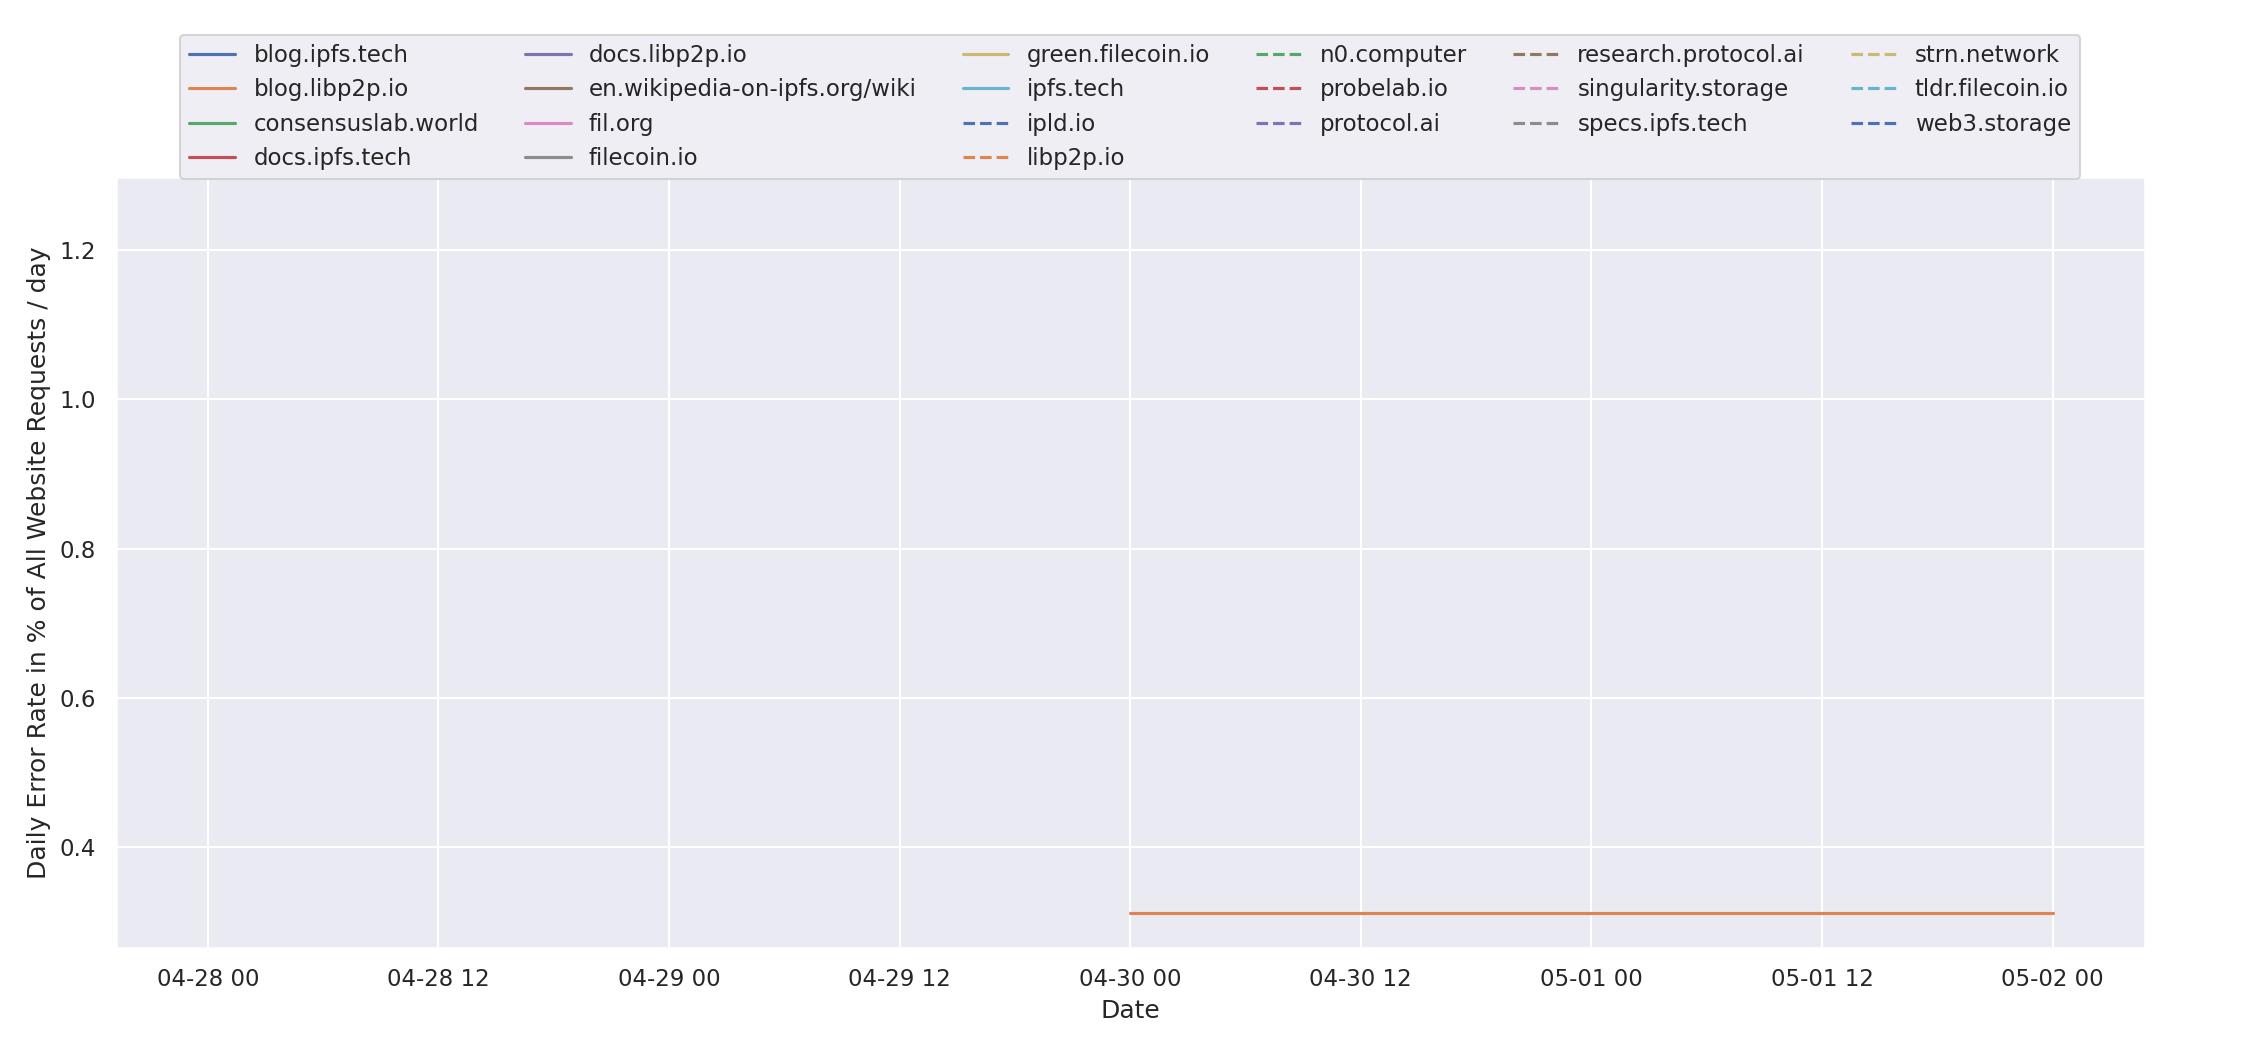 blog.ipfs.tech
blog.libp2p.io
consensuslab.world
docs.ipfs.tech
docs.libp2p.io
en.wikipedia-on-ipfs.org/wiki
fil.org
filecoin.io
green.filecoin.io
ipfs.tech
ipld.io
libp2p.io
n0.computer
probelab.io
protocol.ai
research.protocol.ai
singularity.storage
specs.ipfs.tech
strn.network
tldr.filecoin.io
web3.storage
Daily Error Rate in % of All Website Requests / day
1.2
1.0
0.8
0.6
0.4
04-28 00
04-28 12
04-29 00
04-29 12
04-30 00
04-30 12
05-01 00
05-01 12
05-02 00
Date